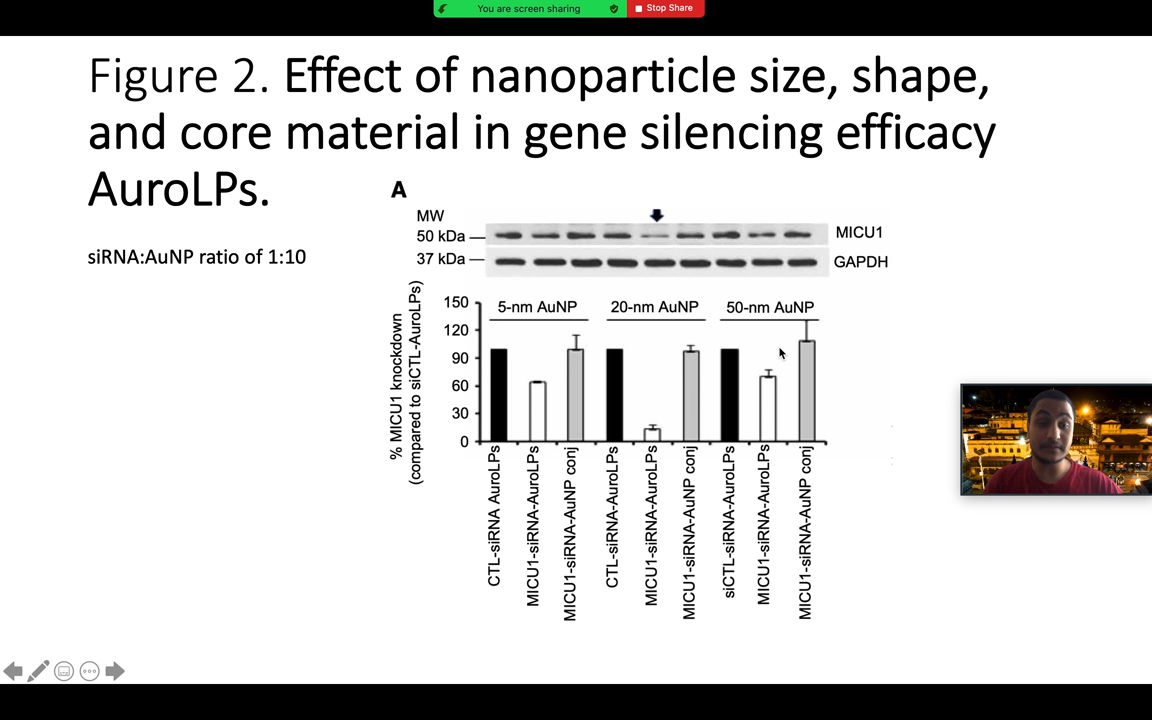 You are screen sharing
Stop Share
Figure 2. Effect of nanoparticle size, shape,
and core material in gene silencing efficacy
AuroLPs.
siRNA:AuNP ratio of 1:10
A
MW
50 kDa
37 kDa
MICU1
GAPDH
% MICU1 knockdown
(compared to siCTL-AuroLPs)
150
120
90
60
30
0
5-nm AuNP
20-nm AuNP
50-nm AuNP
CTL-siRNA AuroLPs
MICU1-siRNA-AuroLPs
MICU1-siRNA-AuNP conj
CTL-siRNA-AuroLPs
MICU1-siRNA-AuroLPs
MICU1-siRNA-AuNP conj
siCTL-siRNA-AuroLPs
MICU1-siRNA-AuroLPs
MICU1-siRNA-AuNP conj